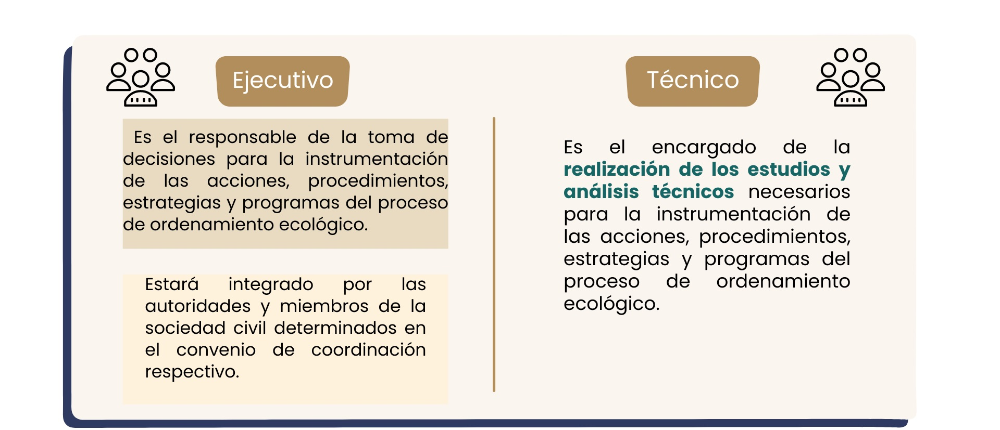 Ejecutivo
Es el responsable de la toma de
decisiones para la instrumentación
de las acciones, procedimientos,
estrategias y programas del proceso
de ordenamiento ecológico.
Estará integrado por las
autoridades y miembros de la
sociedad civil determinados en
el convenio de coordinación
respectivo.
Técnico
Es el encargado de la
realización de los estudios y
análisis técnicos necesarios
para la instrumentación de
las acciones, procedimientos,
estrategias y programas del
proceso de ordenamiento
ecológico.